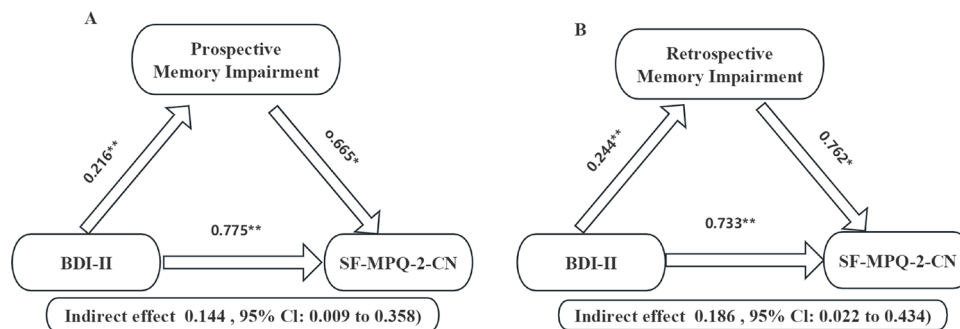 A
Prospective
Memory Impairment
0.216**
o.665*
0.775**
BDI-II
SF-MPQ-2-CN
Indirect effect 0.144 , 95% Cl: 0.009 to 0.358)
B
Retrospective
Memory Impairment
0.244**
0.762*
0.733**
BDI-II
SF-MPQ-2-CN
Indirect effect 0.186 , 95% Cl: 0.022 to 0.434)